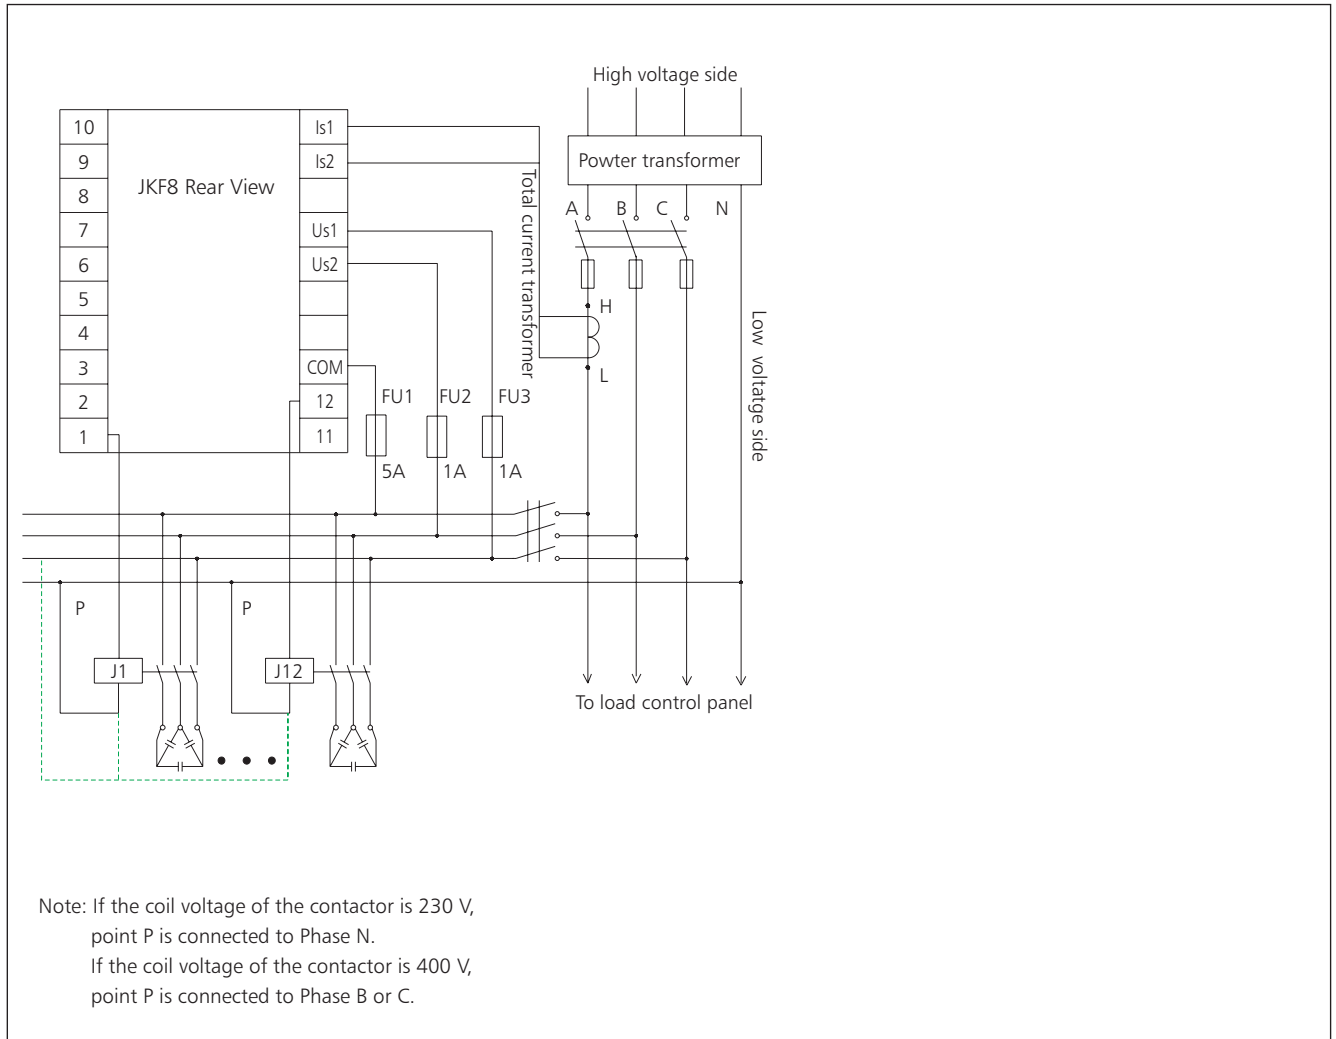 High voltage side
Powter transformer
A B C N
10
9
8
7
6
5
4
3
2
1
JKF8 Rear View
Is1
Is2
Us1
Us2
COM
12
11
Total current transformer
H
L
Low voltatge side
FU1 FU2 FU3
5A 1A 1A
P P
J1 J12
To load control panel
Note: If the coil voltage of the contactor is 230 V,
point P is connected to Phase N.
If the coil voltage of the contactor is 400 V,
point P is connected to Phase B or C.